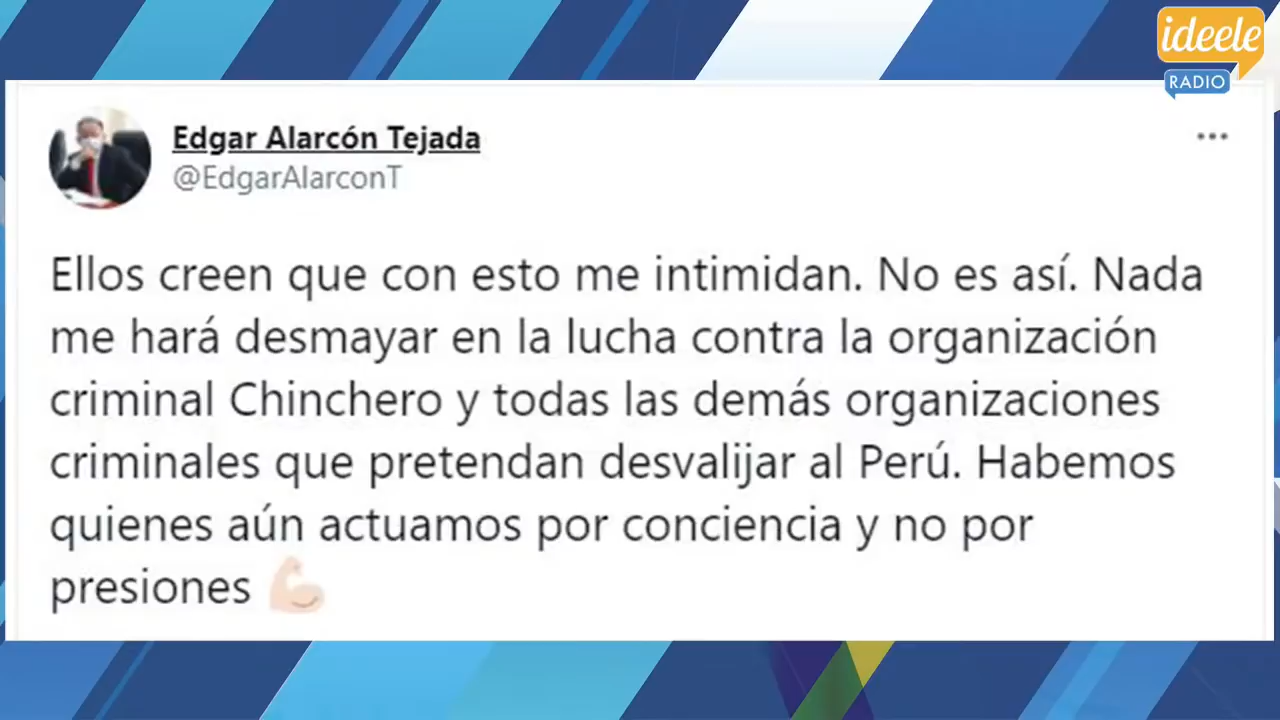 ideele
RADIO
Edgar Alarcón Tejada
@EdgarAlarconT
Ellos creen que con esto me intimidan. No es así. Nada
me hará desmayar en la lucha contra la organización
criminal Chinchero y todas las demás organizaciones
criminales que pretendan desvalijar al Perú. Habemos
quienes aún actuamos por conciencia y no por
presiones 💪🏻